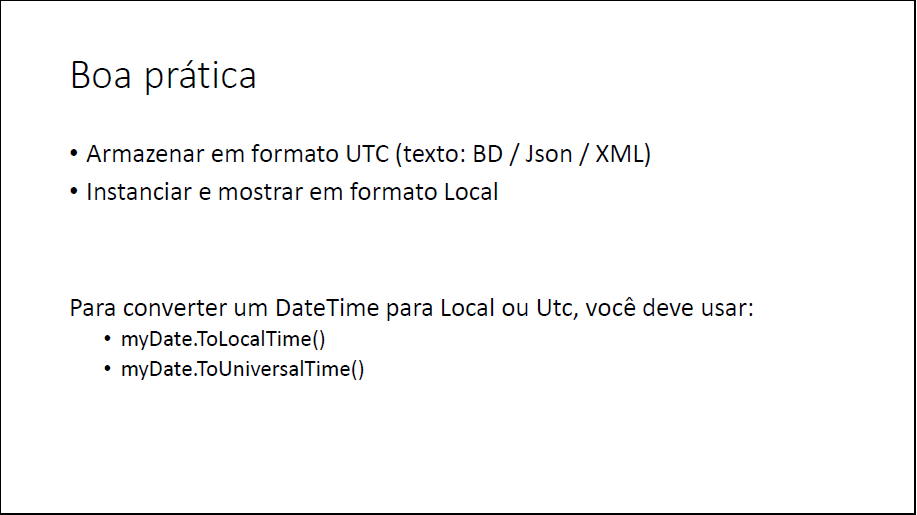 Boa prática
• Armazenar em formato UTC (texto: BD / Json / XML)
• Instanciar e mostrar em formato Local
Para converter um DateTime para Local ou Utc, você deve usar:
• myDate.ToLocalTime()
• myDate.ToUniversalTime()